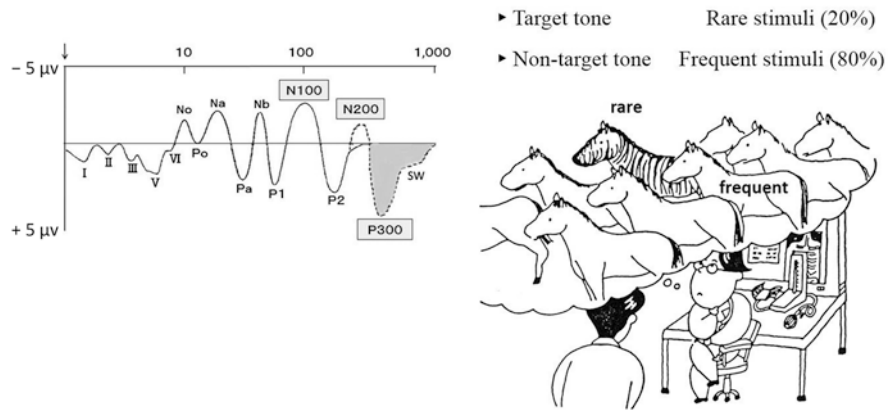 10 100 1,000
− 5 μv
N100
N200
No Na Nb
I II III V VI Po
Pa P1 P2 SW
+ 5 μv
P300
▸ Target tone Rare stimuli (20%)
▸ Non-target tone Frequent stimuli (80%)
rare
frequent